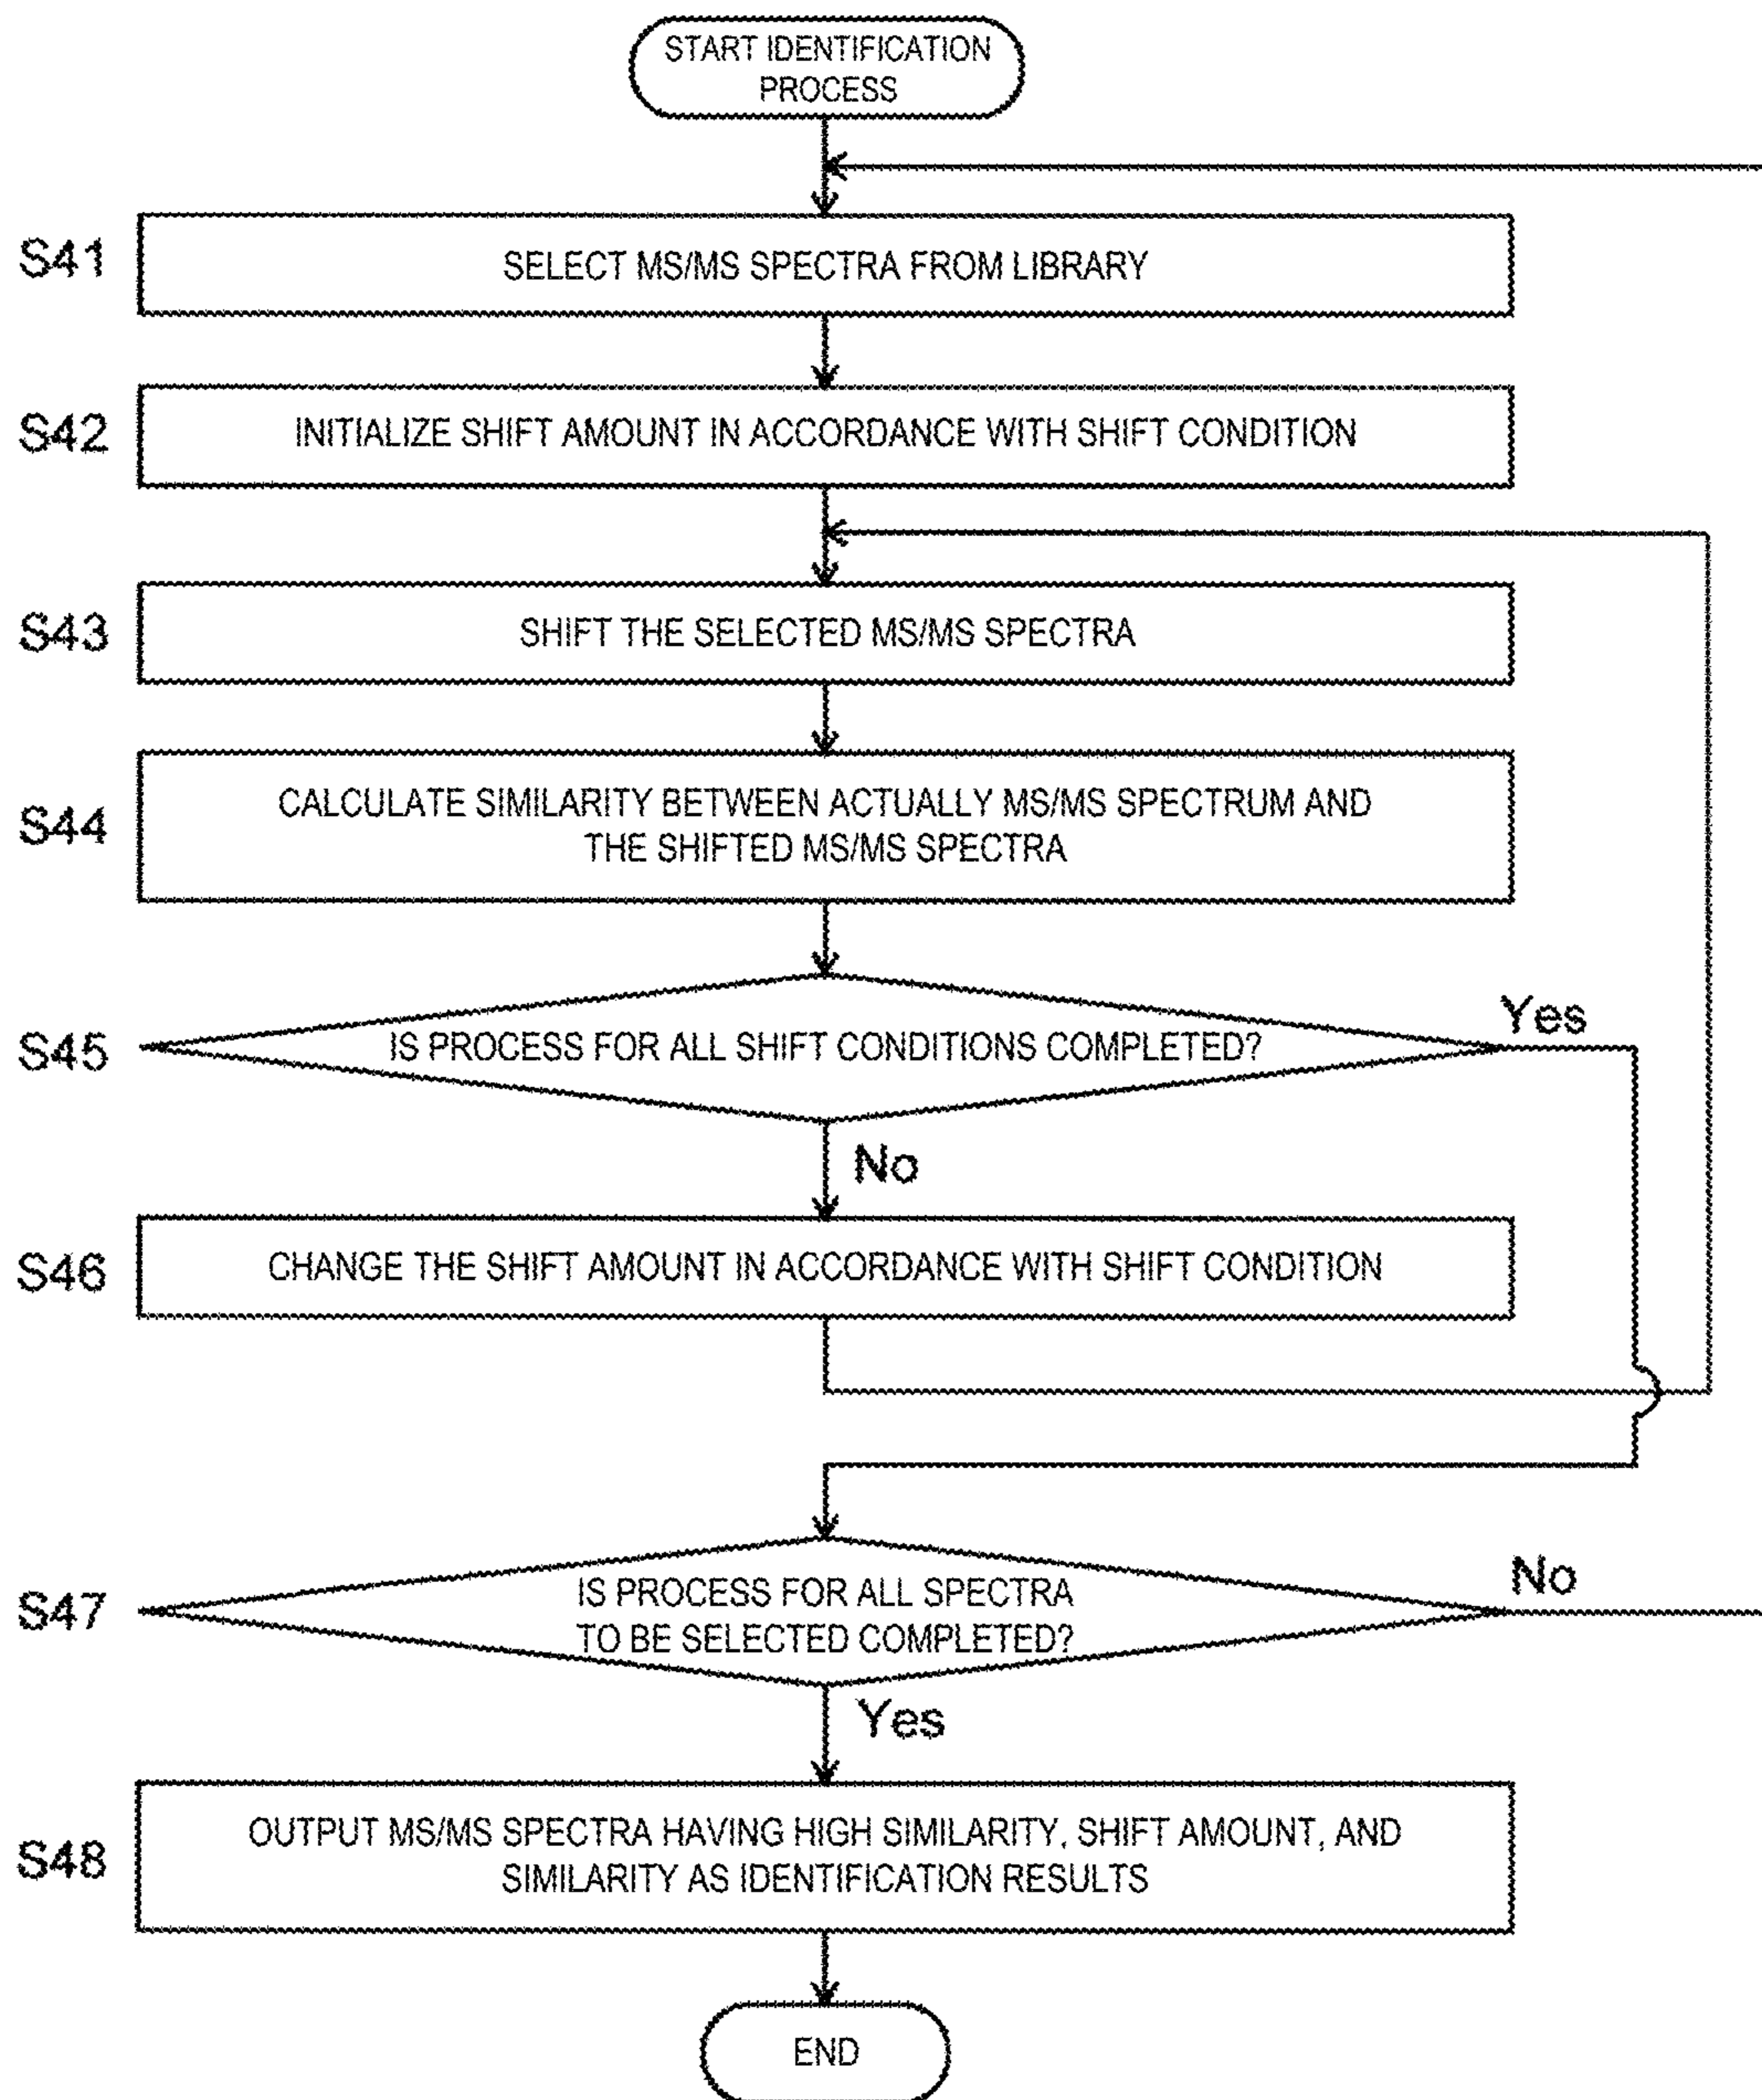 START IDENTIFICATION
PROCESS
S41
SELECT MS/MS SPECTRA FROM LIBRARY
S42
INITIALIZE SHIFT AMOUNT IN ACCORDANCE WITH SHIFT CONDITION
S43
SHIFT THE SELECTED MS/MS SPECTRA
S44
CALCULATE SIMILARITY BETWEEN ACTUALLY MS/MS SPECTRUM AND
THE SHIFTED MS/MS SPECTRA
S45
IS PROCESS FOR ALL SHIFT CONDITIONS COMPLETED?
Yes
No
S46
CHANGE THE SHIFT AMOUNT IN ACCORDANCE WITH SHIFT CONDITION
S47
IS PROCESS FOR ALL SPECTRA
TO BE SELECTED COMPLETED?
No
Yes
S48
OUTPUT MS/MS SPECTRA HAVING HIGH SIMILARITY, SHIFT AMOUNT, AND
SIMILARITY AS IDENTIFICATION RESULTS
END